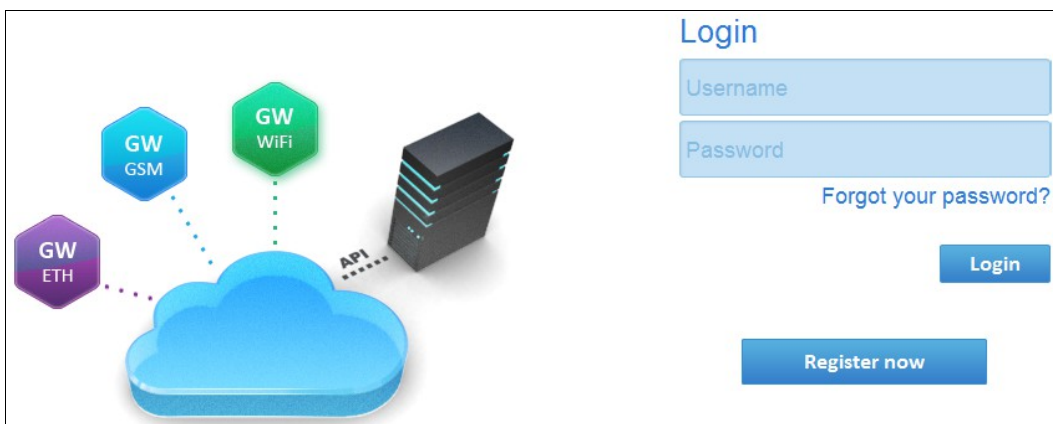 GW
WiFi
GW
GSM
GW
ETH
API
Login
Username
Password
Forgot your password?
Login
Register now